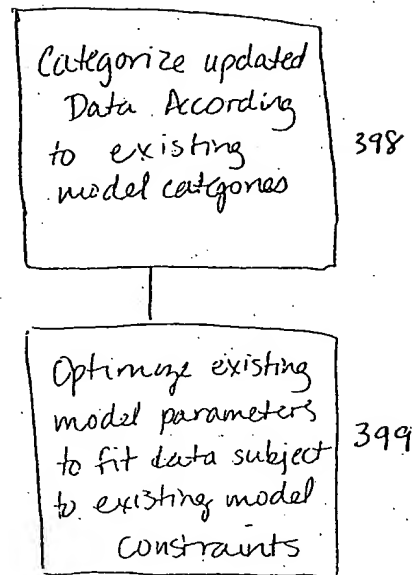 Categorize updated
Data According
to existing
model categories
398
Optimize existing
model parameters
to fit data subject
to existing model
constraints
399